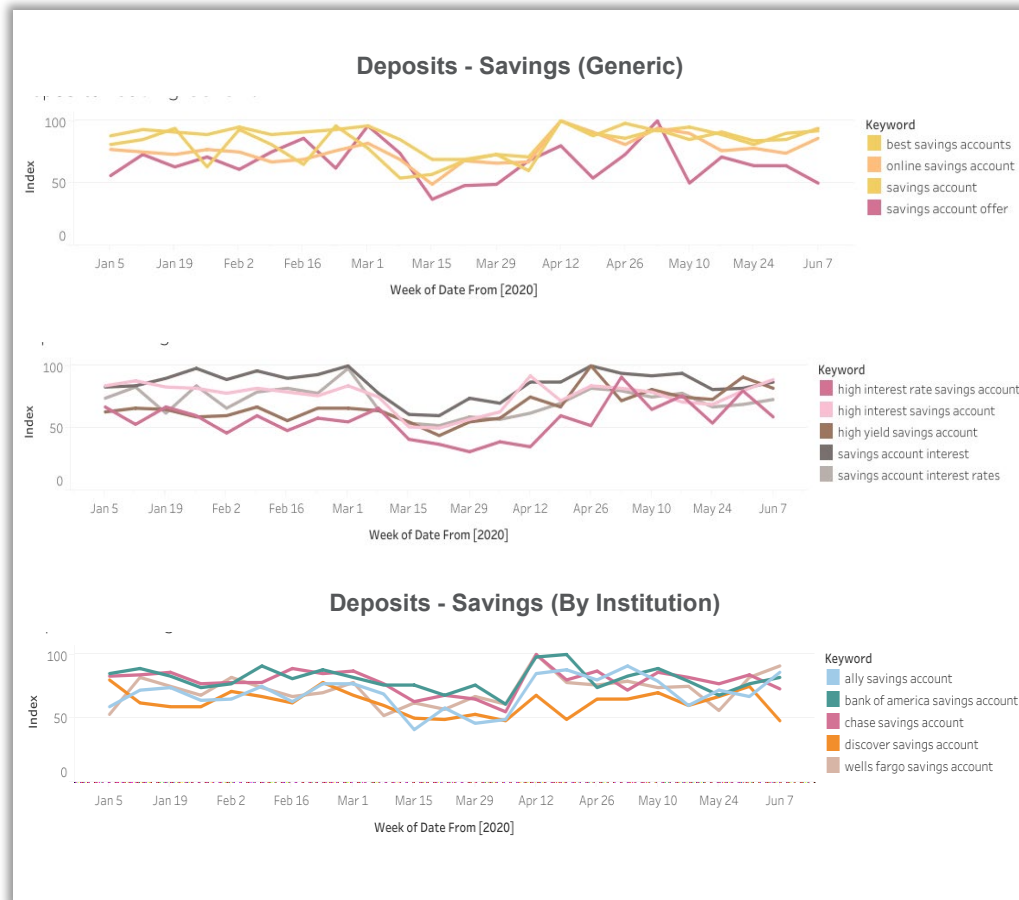 Deposits - Savings (Generic)
100
50
0
Index
Jan 5 Jan 19 Feb 2 Feb 16 Mar 1 Mar 15 Mar 29 Apr 12 Apr 26 May 10 May 24 Jun 7
Week of Date From [2020]
Keyword
best savings accounts
online savings account
savings account
savings account offer
100
50
0
Index
Jan 5 Jan 19 Feb 2 Feb 16 Mar 1 Mar 15 Mar 29 Apr 12 Apr 26 May 10 May 24 Jun 7
Week of Date From [2020]
Keyword
high interest rate savings account
high interest savings account
high yield savings account
savings account interest
savings account interest rates
Deposits - Savings (By Institution)
100
50
0
Index
Jan 5 Jan 19 Feb 2 Feb 16 Mar 1 Mar 15 Mar 29 Apr 12 Apr 26 May 10 May 24 Jun 7
Week of Date From [2020]
Keyword
ally savings account
bank of america savings account
chase savings account
discover savings account
wells fargo savings account